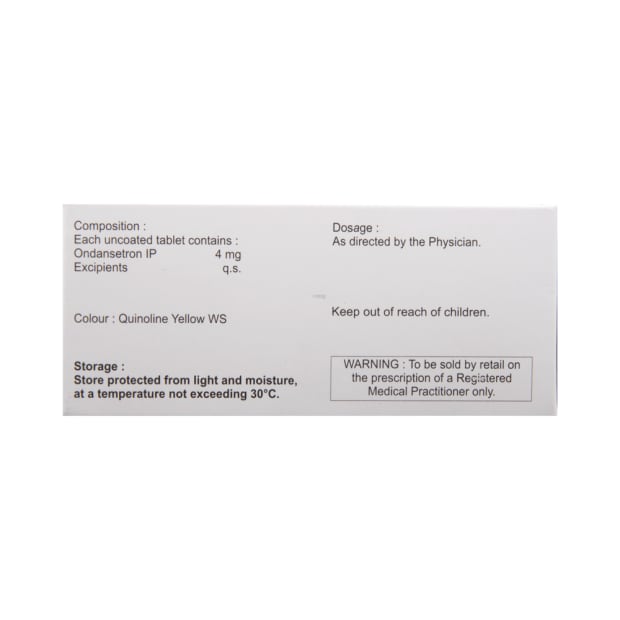 Composition :
Each uncoated tablet contains :
Ondansetron IP 4 mg
Excipients q.s.
Colour : Quinoline Yellow WS
Storage :
Store protected from light and moisture,
at a temperature not exceeding 30°C.
Dosage :
As directed by the Physician.
Keep out of reach of children.
WARNING : To be sold by retail on
the prescription of a Registered
Medical Practitioner only.